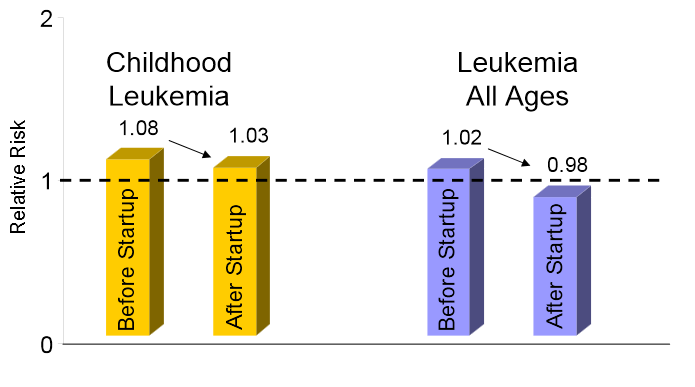 2
Childhood
Leukemia
Leukemia
All Ages
1.08
1.03
1.02
0.98
Relative Risk
1
Before Startup
After Startup
Before Startup
After Startup
0